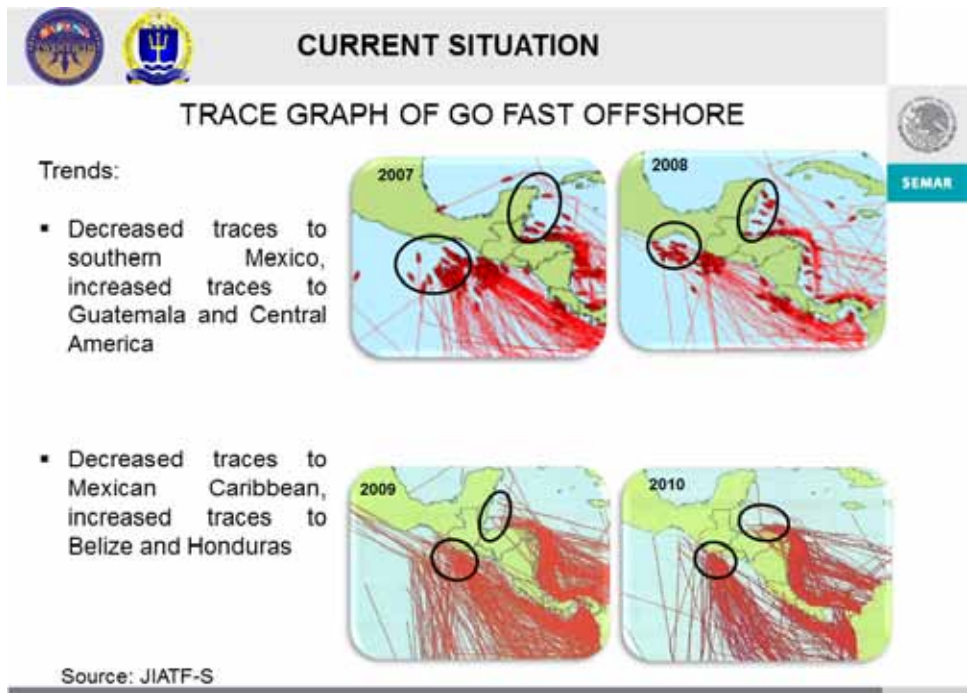 CURRENT SITUATION
TRACE GRAPH OF GO FAST OFFSHORE
SEMAR
Trends:
▪ Decreased traces to
southern Mexico,
increased traces to
Guatemala and Central
America
2007
2008
▪ Decreased traces to
Mexican Caribbean,
increased traces to
Belize and Honduras
2009
2010
Source: JIATF-S